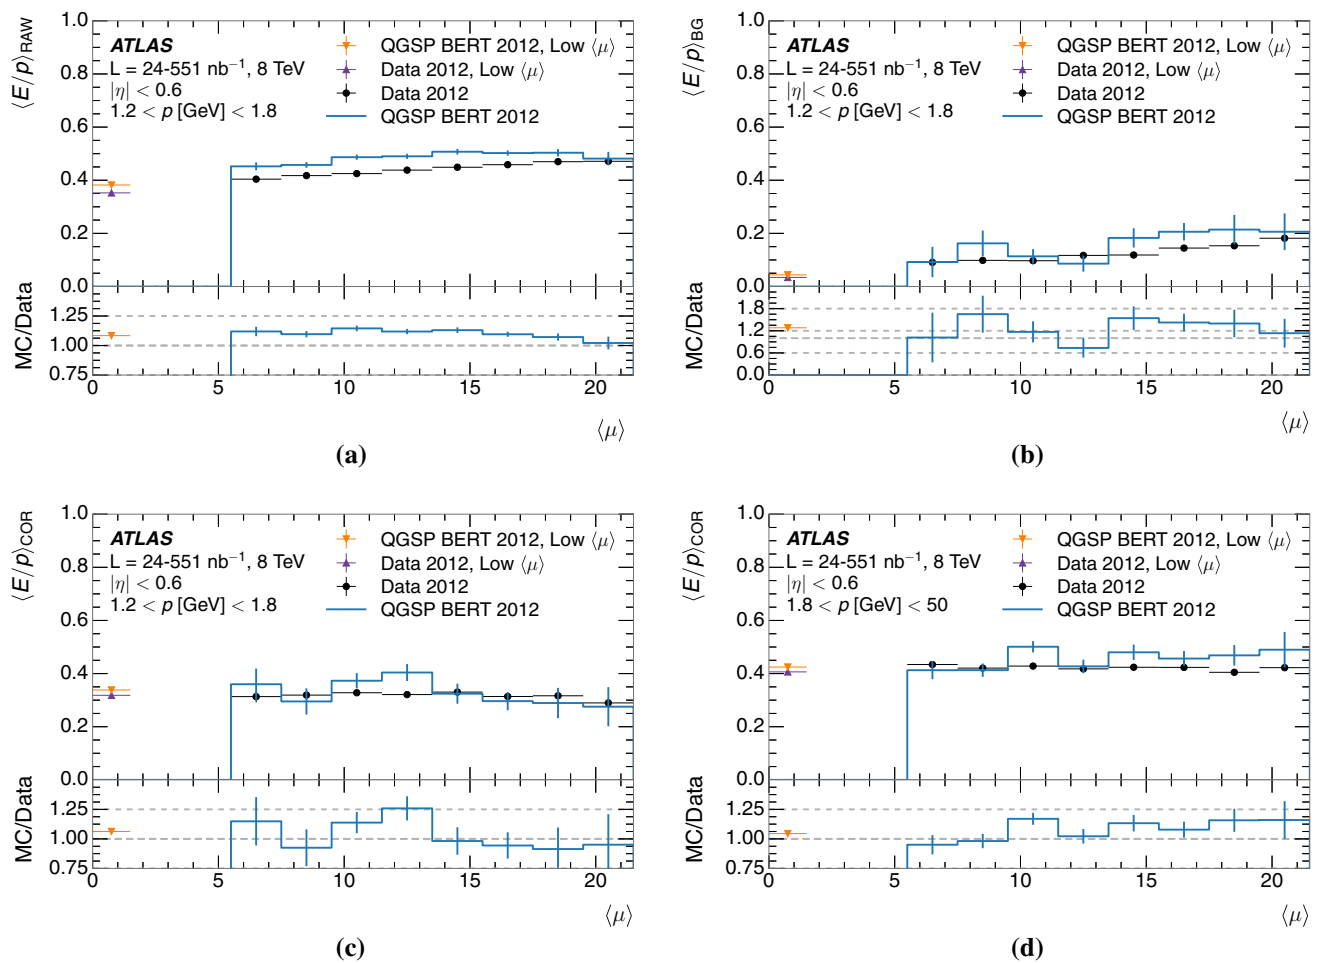 ⟨E/p⟩RAW
1.0
0.8
0.6
0.4
0.2
0.0
ATLAS
L = 24-551 nb⁻¹, 8 TeV
|η| < 0.6
1.2 < p [GeV] < 1.8
QGSP BERT 2012, Low ⟨μ⟩
Data 2012, Low ⟨μ⟩
Data 2012
QGSP BERT 2012
MC/Data
1.25
1.00
0.75
0 5 10 15 20
⟨μ⟩
(a)
⟨E/p⟩BG
1.0
0.8
0.6
0.4
0.2
0.0
ATLAS
L = 24-551 nb⁻¹, 8 TeV
|η| < 0.6
1.2 < p [GeV] < 1.8
QGSP BERT 2012, Low ⟨μ⟩
Data 2012, Low ⟨μ⟩
Data 2012
QGSP BERT 2012
MC/Data
1.8
1.2
0.6
0.0
0 5 10 15 20
⟨μ⟩
(b)
⟨E/p⟩COR
1.0
0.8
0.6
0.4
0.2
0.0
ATLAS
L = 24-551 nb⁻¹, 8 TeV
|η| < 0.6
1.2 < p [GeV] < 1.8
QGSP BERT 2012, Low ⟨μ⟩
Data 2012, Low ⟨μ⟩
Data 2012
QGSP BERT 2012
MC/Data
1.25
1.00
0.75
0 5 10 15 20
⟨μ⟩
(c)
⟨E/p⟩COR
1.0
0.8
0.6
0.4
0.2
0.0
ATLAS
L = 24-551 nb⁻¹, 8 TeV
|η| < 0.6
1.8 < p [GeV] < 50
QGSP BERT 2012, Low ⟨μ⟩
Data 2012, Low ⟨μ⟩
Data 2012
QGSP BERT 2012
MC/Data
1.25
1.00
0.75
0 5 10 15 20
⟨μ⟩
(d)